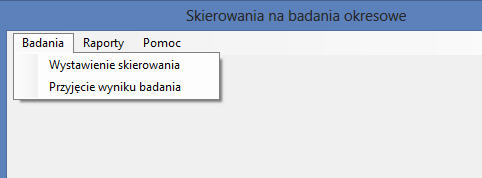 Skierowania na badania okresowe
Badania Raporty Pomoc
Wystawienie skierowania
Przyjęcie wyniku badania